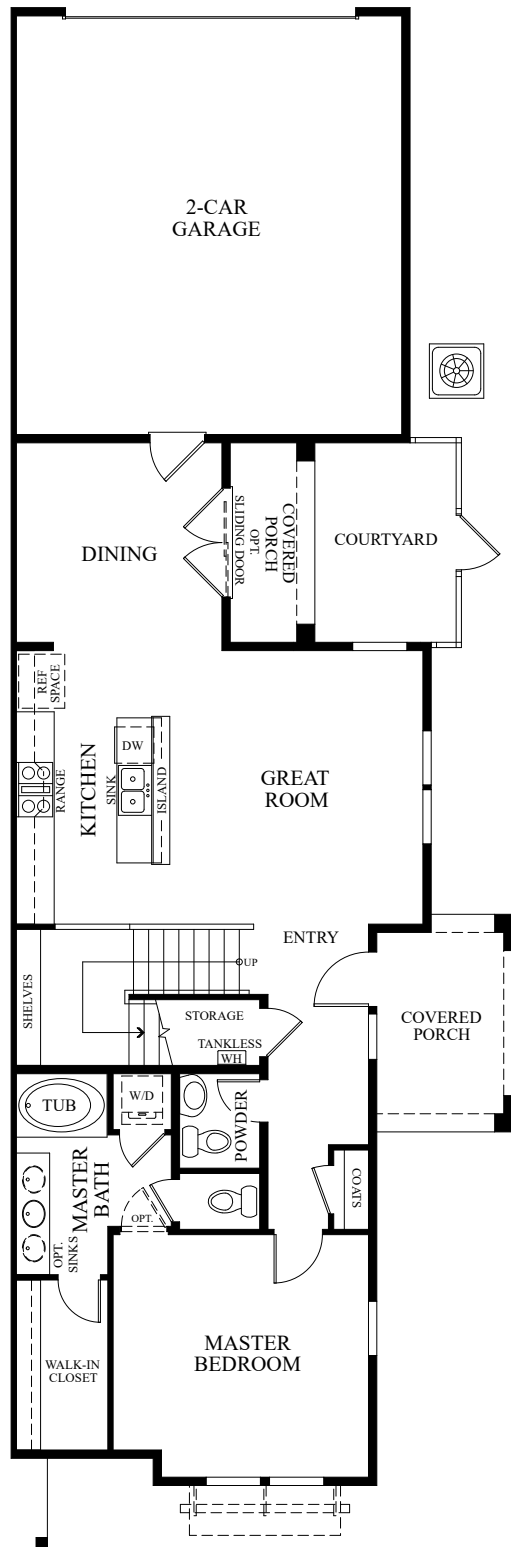 2-CAR
GARAGE
DINING
SLIDING DOOR
OPT.
COVERED
PORCH
COURTYARD
REF
SPACE
RANGE
KITCHEN
SINK
DW
ISLAND
GREAT
ROOM
ENTRY
UP
SHELVES
STORAGE
TANKLESS
WH
COVERED
PORCH
TUB
W/D
POWDER
MASTER
BATH
OPT.
COATS
OPT.
SINKS
MASTER
BEDROOM
WALK-IN
CLOSET